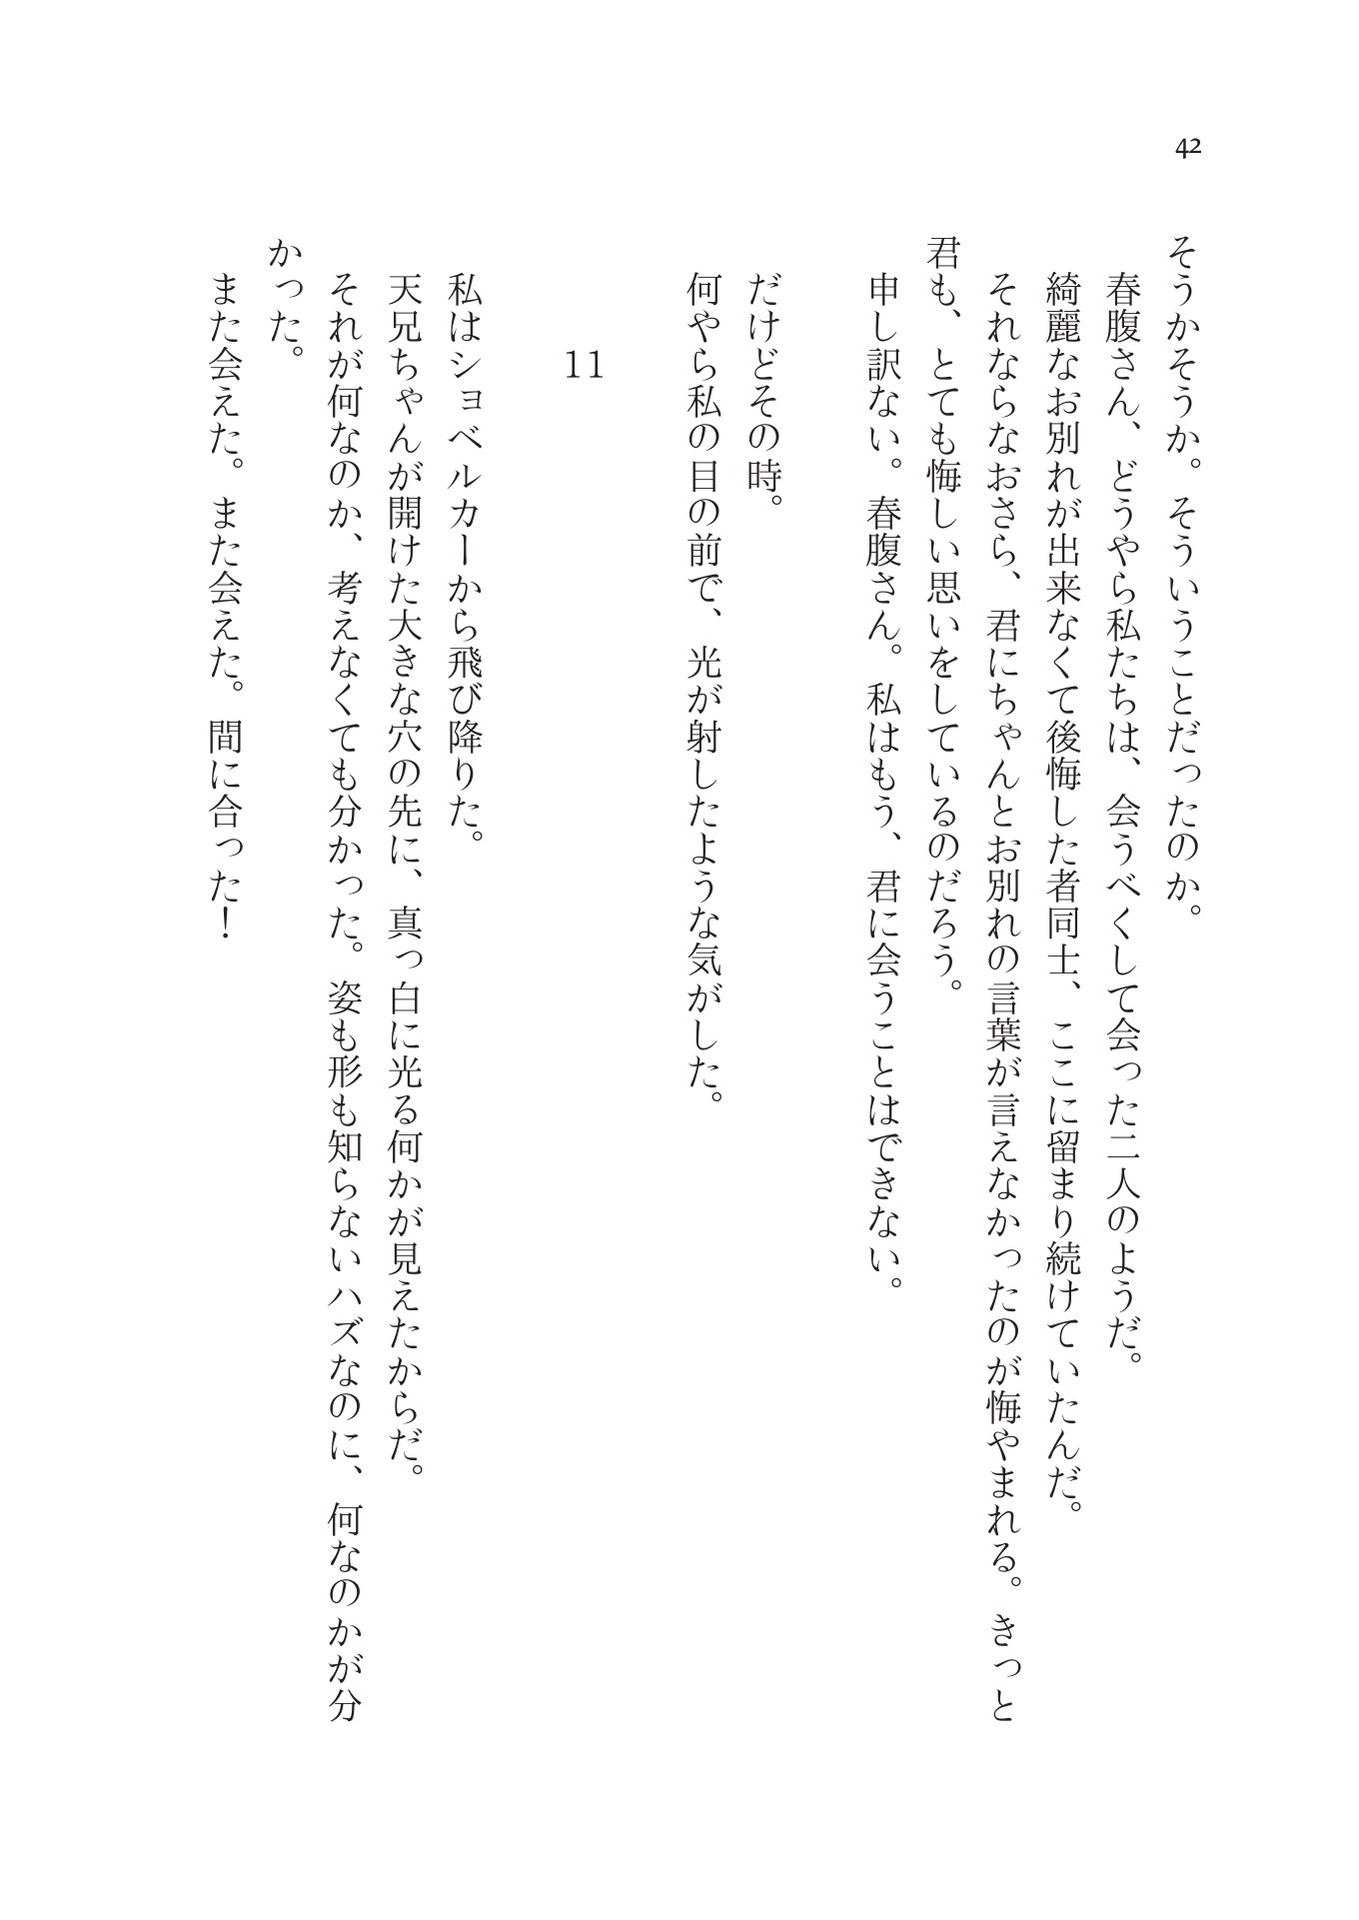 42
そうかそうか。そういうことだったのか。
春腹さん、どうやら私たちは、会うべくして会った二人のようだ。
綺麗なお別れが出来なくて後悔した者同士、ここに留まり続けていたんだ。
それならなおさら、君にちゃんとお別れの言葉が言えなかったのが悔やまれる。きっと
君も、とても悔しい思いをしているのだろう。
申し訳ない。春腹さん。私はもう、君に会うことはできない。
だけどその時。
何やら私の目の前で、光が射したような気がした。
11
私はショベルカーから飛び降りた。
天兄ちゃんが開けた大きな穴の先に、真っ白に光る何かが見えたからだ。
それが何なのか、考えなくても分かった。姿も形も知らないハズなのに、何なのかが分
かった。
また会えた。また会えた。間に合った！